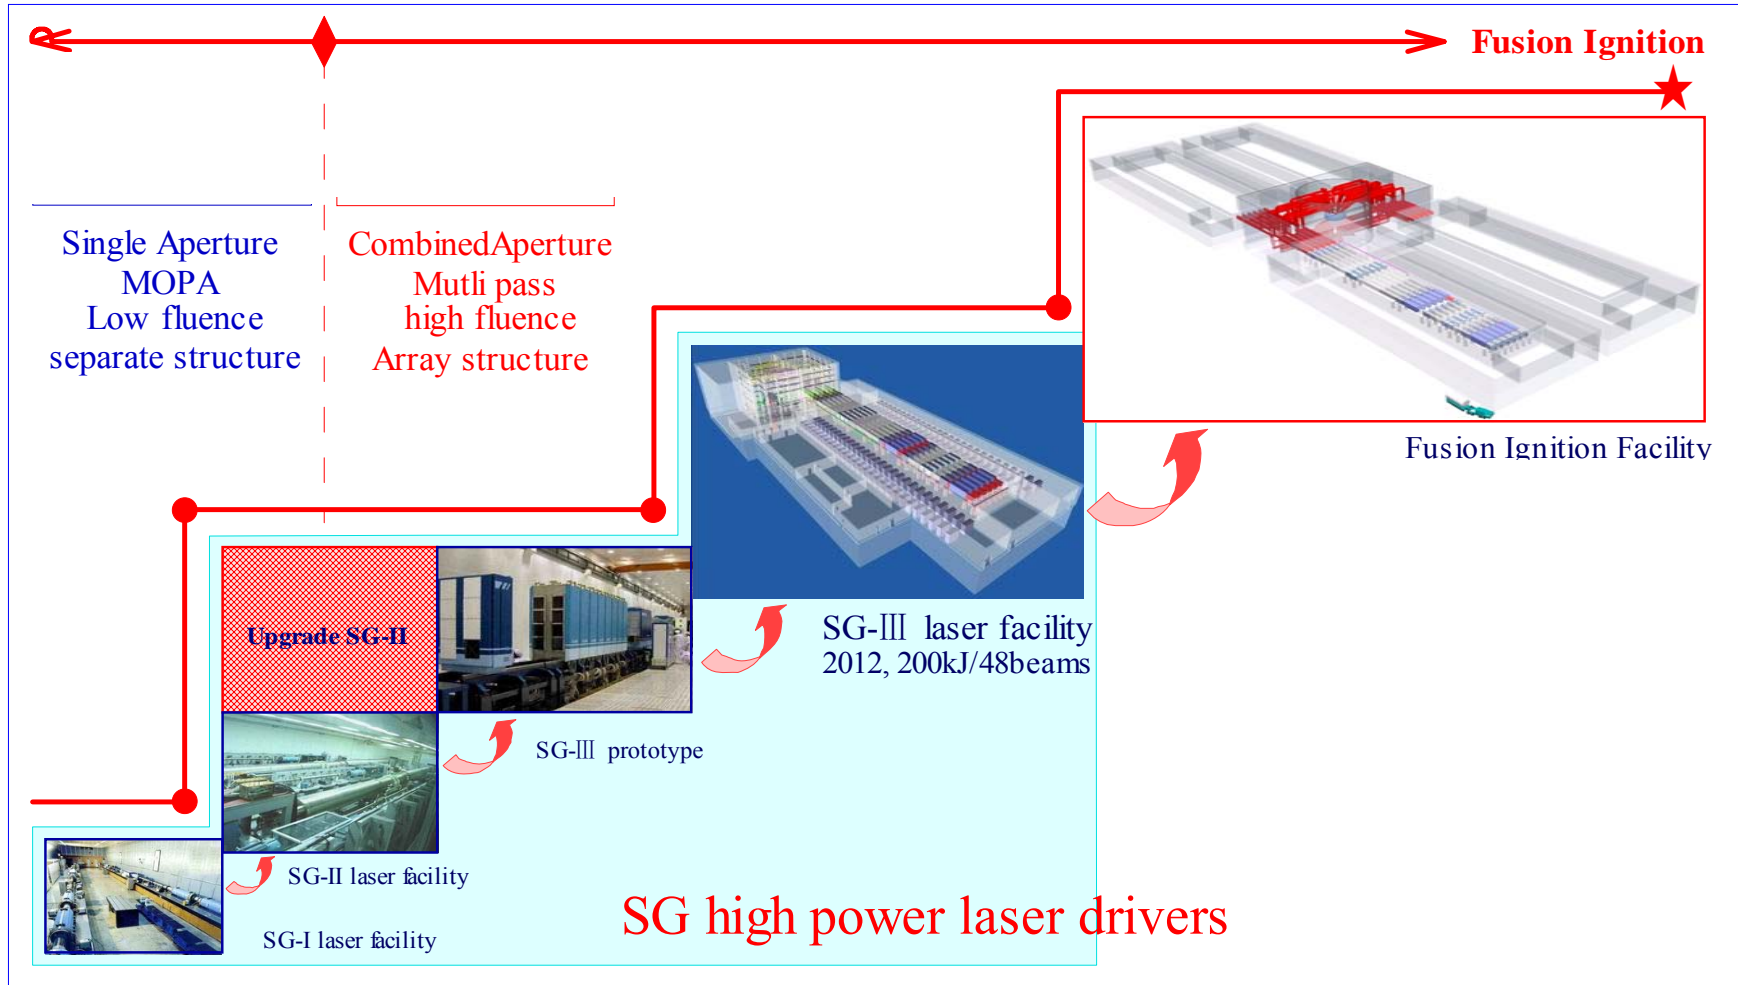 R
Fusion Ignition
Single Aperture
MOPA
Low fluence
separate structure
CombinedAperture
Mutli pass
high fluence
Array structure
Fusion Ignition Facility
Upgrade SG-II
SG-Ⅲ laser facility
2012, 200kJ/48beams
SG-Ⅲ prototype
SG-II laser facility
SG-I laser facility
SG high power laser drivers